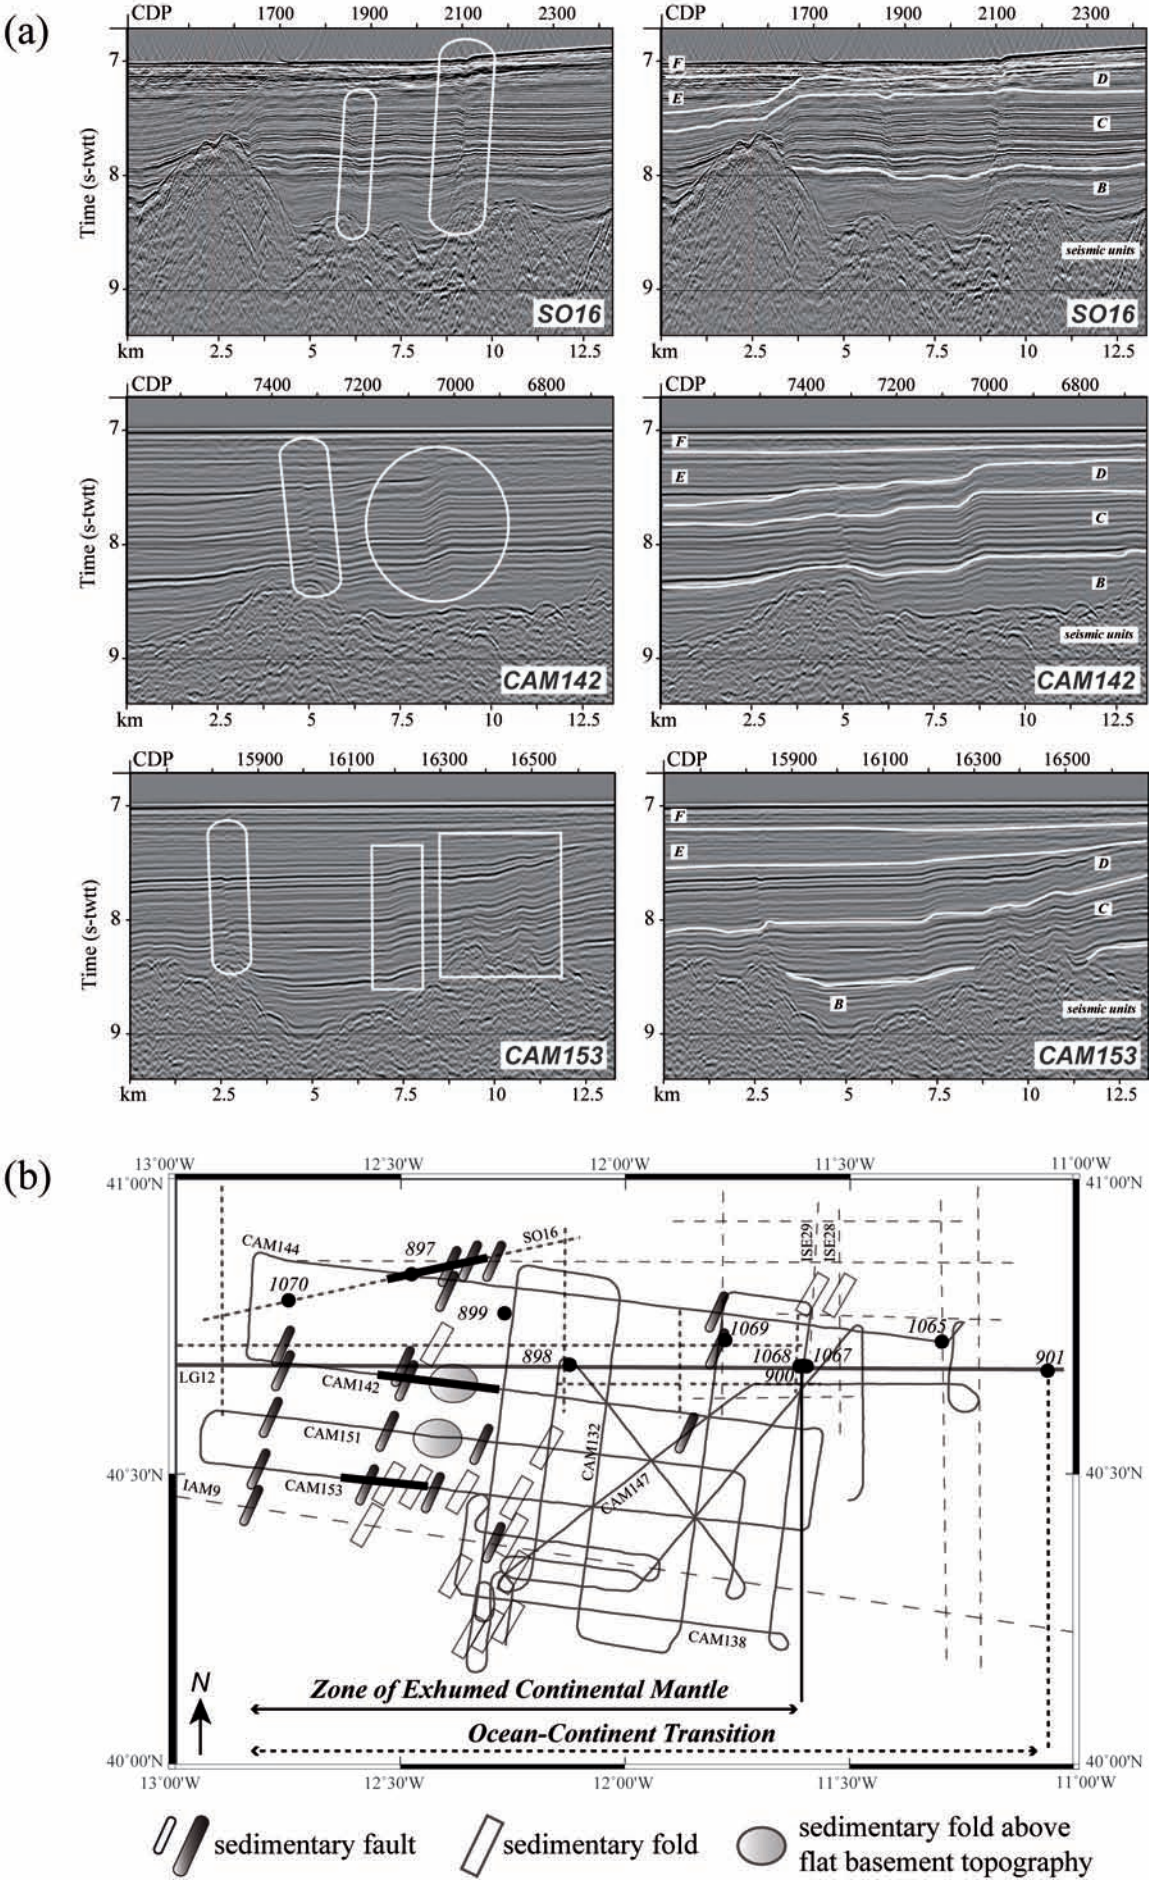 (a)
CDP 1700 1900 2100 2300
CDP 1700 1900 2100 2300
Time (s-twtt)
7
8
9
7
8
9
F
E
D
C
B
seismic units
SO16
SO16
km 2.5 5 7.5 10 12.5
km 2.5 5 7.5 10 12.5
CDP 7400 7200 7000 6800
CDP 7400 7200 7000 6800
Time (s-twtt)
7
8
9
7
8
9
F
E
D
C
B
seismic units
CAM142
CAM142
km 2.5 5 7.5 10 12.5
km 2.5 5 7.5 10 12.5
CDP 15900 16100 16300 16500
CDP 15900 16100 16300 16500
Time (s-twtt)
7
8
9
7
8
9
F
E
D
C
B
seismic units
CAM153
CAM153
km 2.5 5 7.5 10 12.5
km 2.5 5 7.5 10 12.5
(b)
13°00'W 12°30'W 12°00'W 11°30'W 11°00'W
41°00'N 41°00'N
CAM144
897
SO16
ISE29
ISE28
1070
899
1069
1065
898
1068 1067
900
901
LG12
CAM142
CAM151
CAM132
40°30'N 40°30'N
CAM153
CAM147
IAM9
CAM138
N
Zone of Exhumed Continental Mantle
Ocean-Continent Transition
40°00'N 40°00'N
13°00'W 12°30'W 12°00'W 11°30'W 11°00'W
sedimentary fault
sedimentary fold
sedimentary fold above
flat basement topography